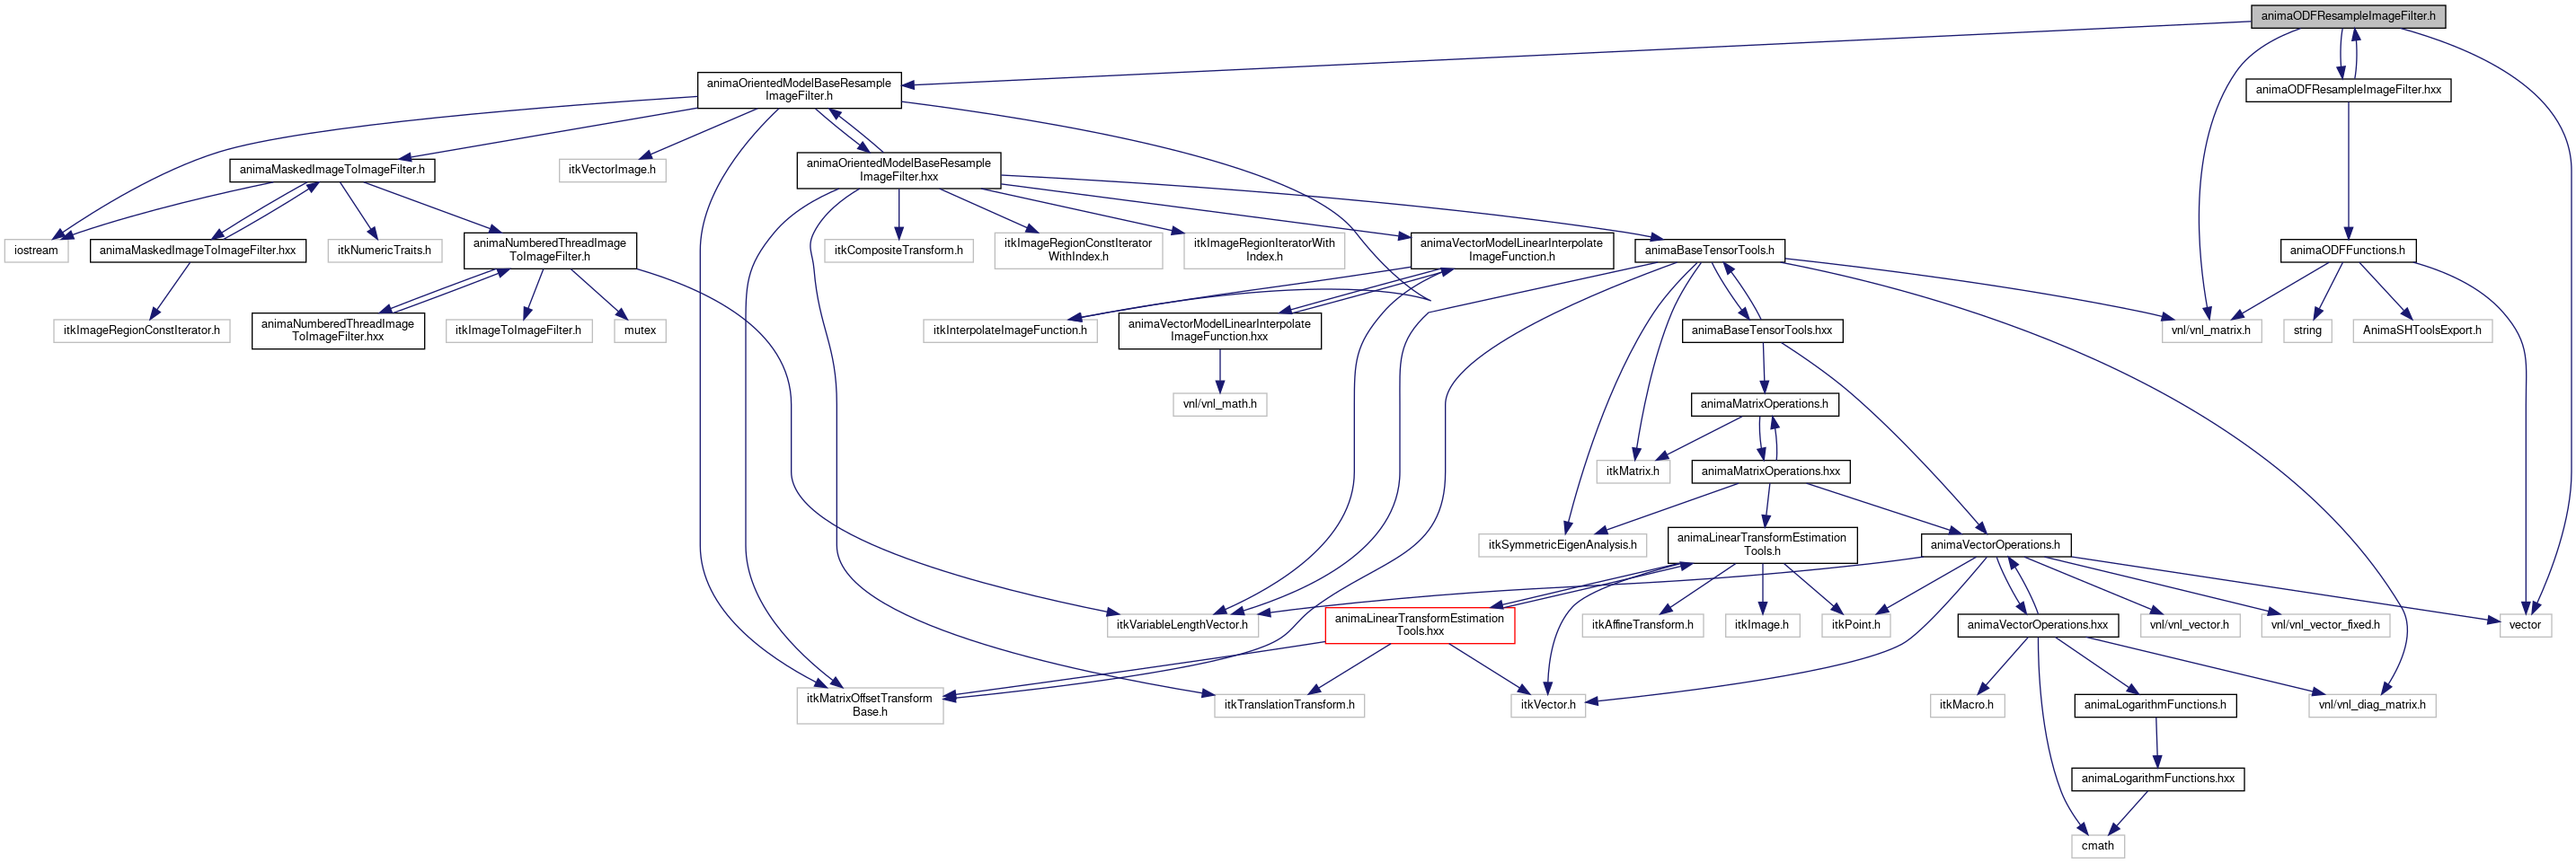 animaODFResampleImageFilter.h
animaOrientedModelBaseResample
ImageFilter.h
animaODFResampleImageFilter.hxx
animaMaskedImageToImageFilter.h
itkVectorImage.h
animaOrientedModelBaseResample
ImageFilter.hxx
iostream
animaMaskedImageToImageFilter.hxx
itkNumericTraits.h
animaNumberedThreadImage
ToImageFilter.h
itkCompositeTransform.h
itkImageRegionConstIterator
WithIndex.h
itkImageRegionIteratorWith
Index.h
animaVectorModelLinearInterpolate
ImageFunction.h
animaBaseTensorTools.h
animaODFFunctions.h
itkImageRegionConstIterator.h
animaNumberedThreadImage
ToImageFilter.hxx
itkImageToImageFilter.h
mutex
itkInterpolateImageFunction.h
animaVectorModelLinearInterpolate
ImageFunction.hxx
animaBaseTensorTools.hxx
vnl/vnl_matrix.h
string
AnimaSHToolsExport.h
vnl/vnl_math.h
animaMatrixOperations.h
itkMatrix.h
animaMatrixOperations.hxx
itkSymmetricEigenAnalysis.h
animaLinearTransformEstimation
Tools.h
animaVectorOperations.h
itkVariableLengthVector.h
animaLinearTransformEstimation
Tools.hxx
itkAffineTransform.h
itkImage.h
itkPoint.h
animaVectorOperations.hxx
vnl/vnl_vector.h
vnl/vnl_vector_fixed.h
vector
itkMatrixOffsetTransform
Base.h
itkTranslationTransform.h
itkVector.h
itkMacro.h
animaLogarithmFunctions.h
vnl/vnl_diag_matrix.h
animaLogarithmFunctions.hxx
cmath